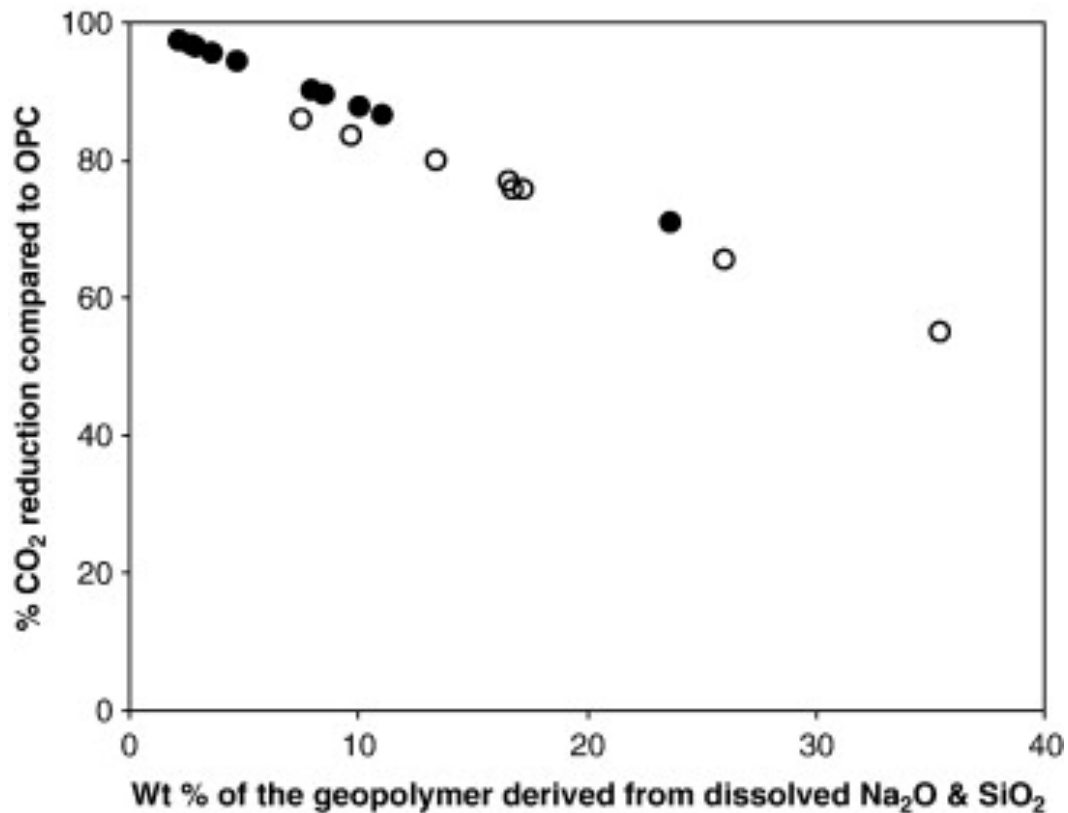 100
80
60
40
20
0
% CO₂ reduction compared to OPC
0 10 20 30 40
Wt % of the geopolymer derived from dissolved Na₂O & SiO₂